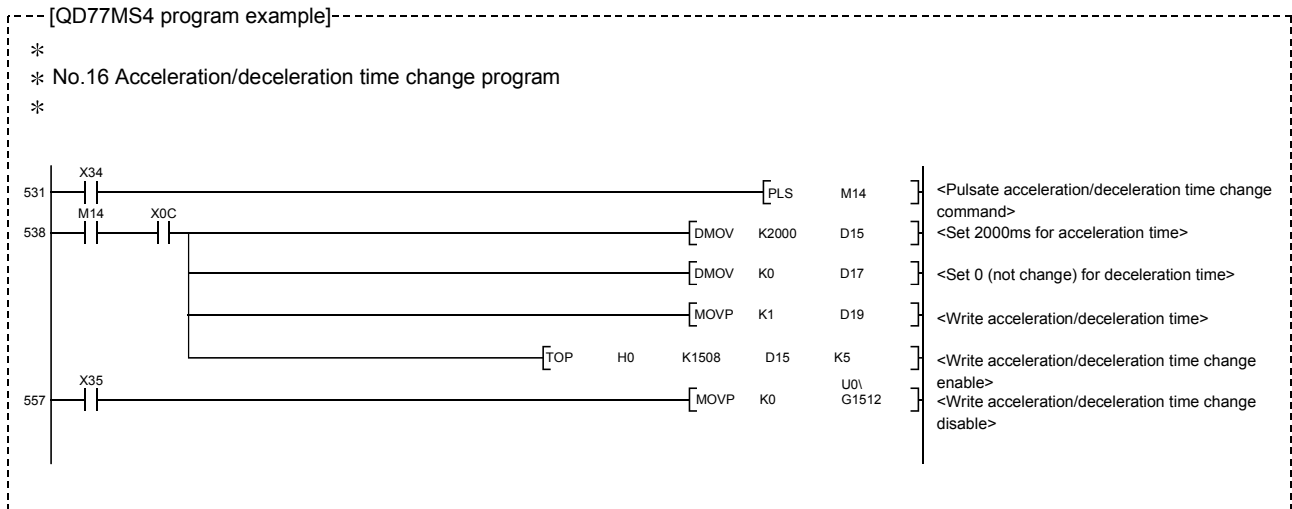 [QD77MS4 program example]
*
* No.16 Acceleration/deceleration time change program
*
X34
531 PLS M14 <Pulsate acceleration/deceleration time change
command>
M14 X0C
538 DMOV K2000 D15 <Set 2000ms for acceleration time>
DMOV K0 D17 <Set 0 (not change) for deceleration time>
MOVP K1 D19 <Write acceleration/deceleration time>
TOP H0 K1508 D15 K5 <Write acceleration/deceleration time change
enable>
X35 U0\
557 MOVP K0 G1512 <Write acceleration/deceleration time change
disable>